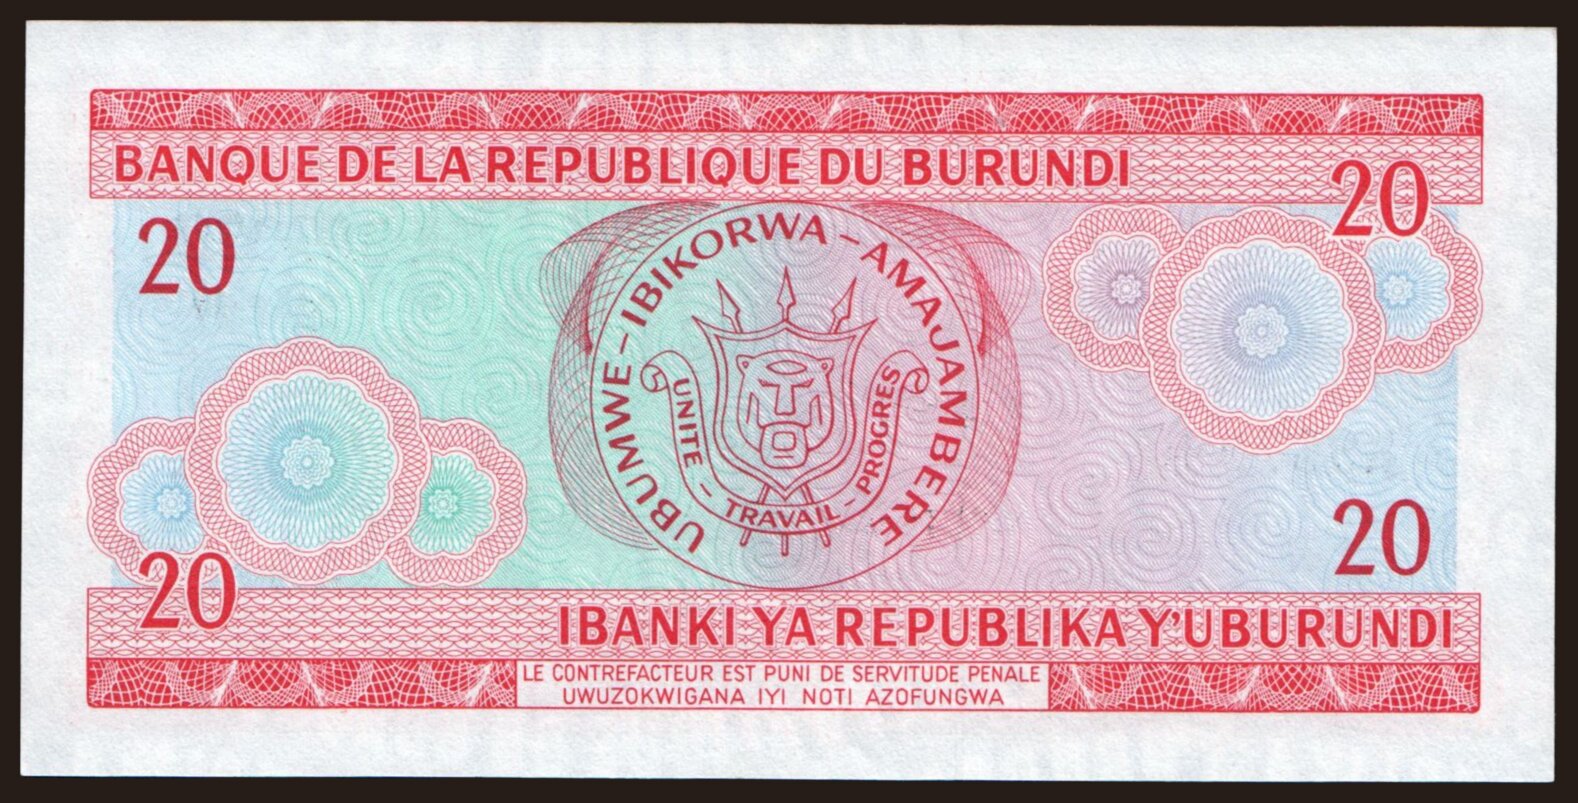 BANQUE DE LA REPUBLIQUE DU BURUNDI
20
20
UBUMWE – IBIKORWA – AMAJAMBERE
UNITE - TRAVAIL - PROGRES
20
20
IBANKI YA REPUBLIKA Y'UBURUNDI
LE CONTREFACTEUR EST PUNI DE SERVITUDE PENALE
UWUZOKWIGANA IYI NOTI AZOFUNGWA